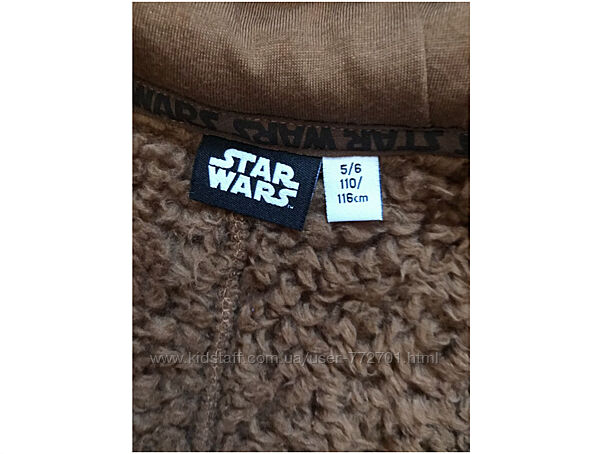 STAR WARS STAR WARS
STAR
WARS
5/6
110/
116cm
www.kidstaff.com.ua/user-772701.html